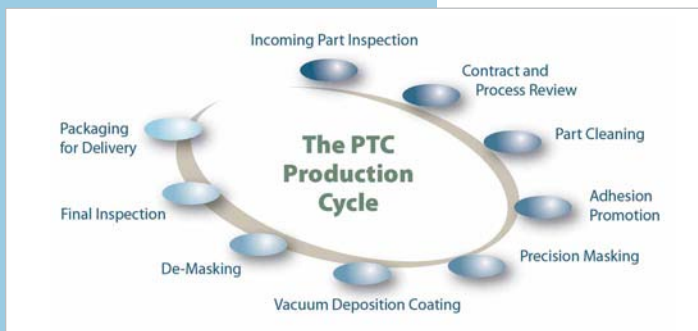 Incoming Part Inspection
Contract and
Process Review
Part Cleaning
Adhesion
Promotion
Precision Masking
Vacuum Deposition Coating
De-Masking
Final Inspection
Packaging
for Delivery
The PTC
Production
Cycle